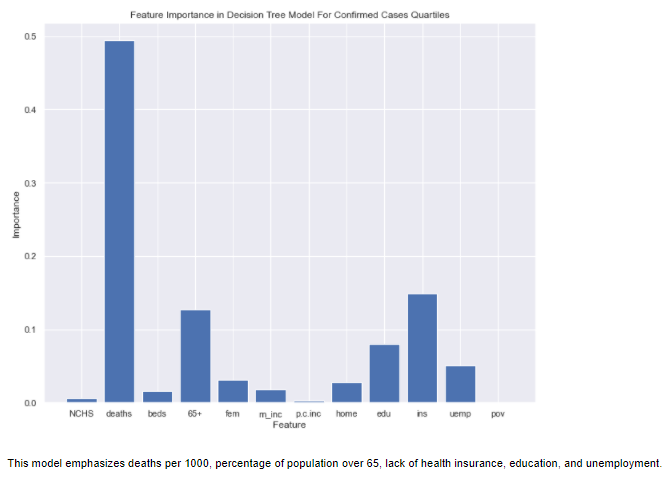 Feature Importance in Decision Tree Model For Confirmed Cases Quartiles
0.5
0.4
0.3
0.2
0.1
0.0
Importance
NCHS deaths beds 65+ fem m_inc p.c.inc home edu ins uemp pov
Feature
This model emphasizes deaths per 1000, percentage of population over 65, lack of health insurance, education, and unemployment.